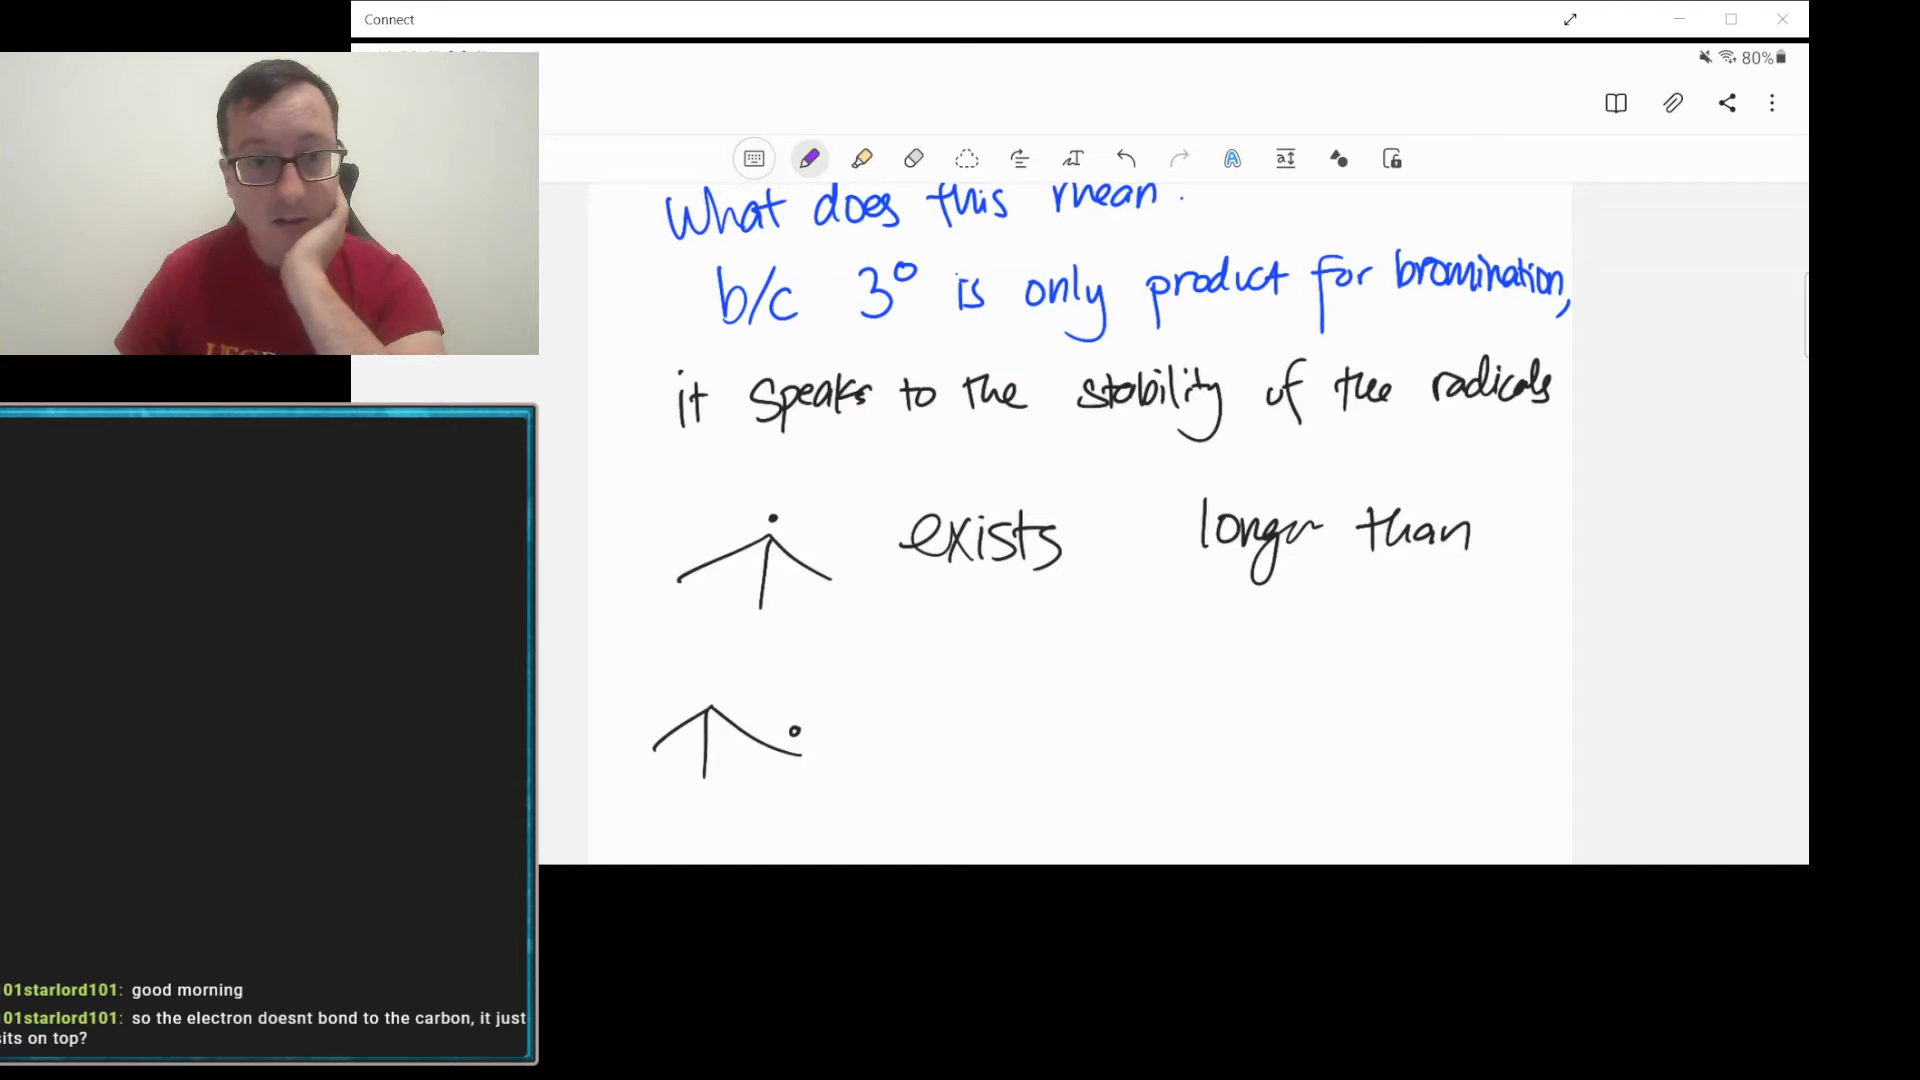 Connect
80%
What does this mean.
b/c 3° is only product for bromination,
it speaks to the stability of the radicals
exists longer than
01starlord101: good morning
01starlord101: so the electron doesnt bond to the carbon, it just
sits on top?